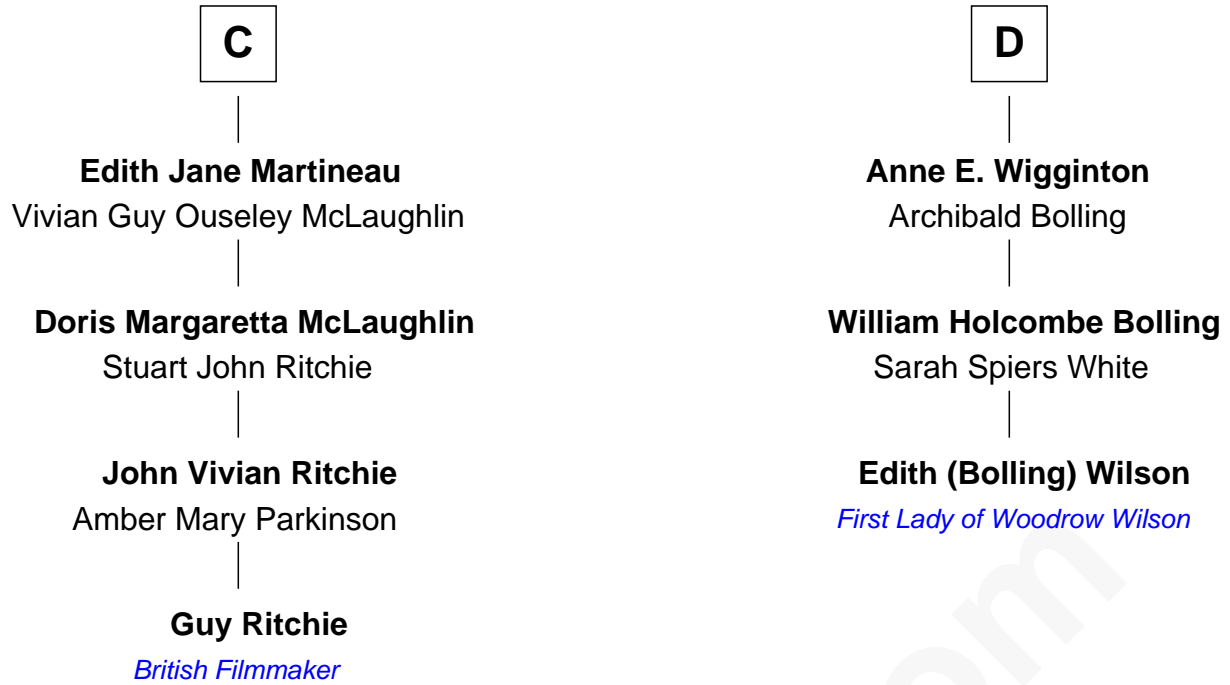 C
Edith Jane Martineau
Vivian Guy Ouseley McLaughlin
Doris Margaretta McLaughlin
Stuart John Ritchie
John Vivian Ritchie
Amber Mary Parkinson
Guy Ritchie
British Filmmaker
D
Anne E. Wigginton
Archibald Bolling
William Holcombe Bolling
Sarah Spiers White
Edith (Bolling) Wilson
First Lady of Woodrow Wilson
om